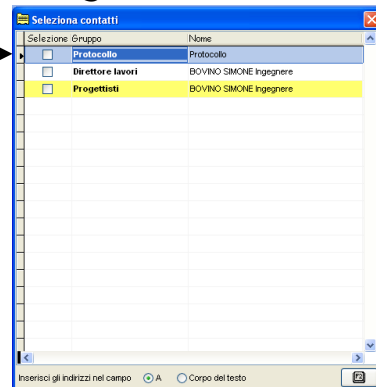 Seleziona contatti
Selezione Gruppo Nome
Protocollo Protocollo
Direttore lavori BOVINO SIMONE Ingegnere
Progettisti BOVINO SIMONE Ingegnere
Inserisci gli indirizzi nel campo A Corpo del testo